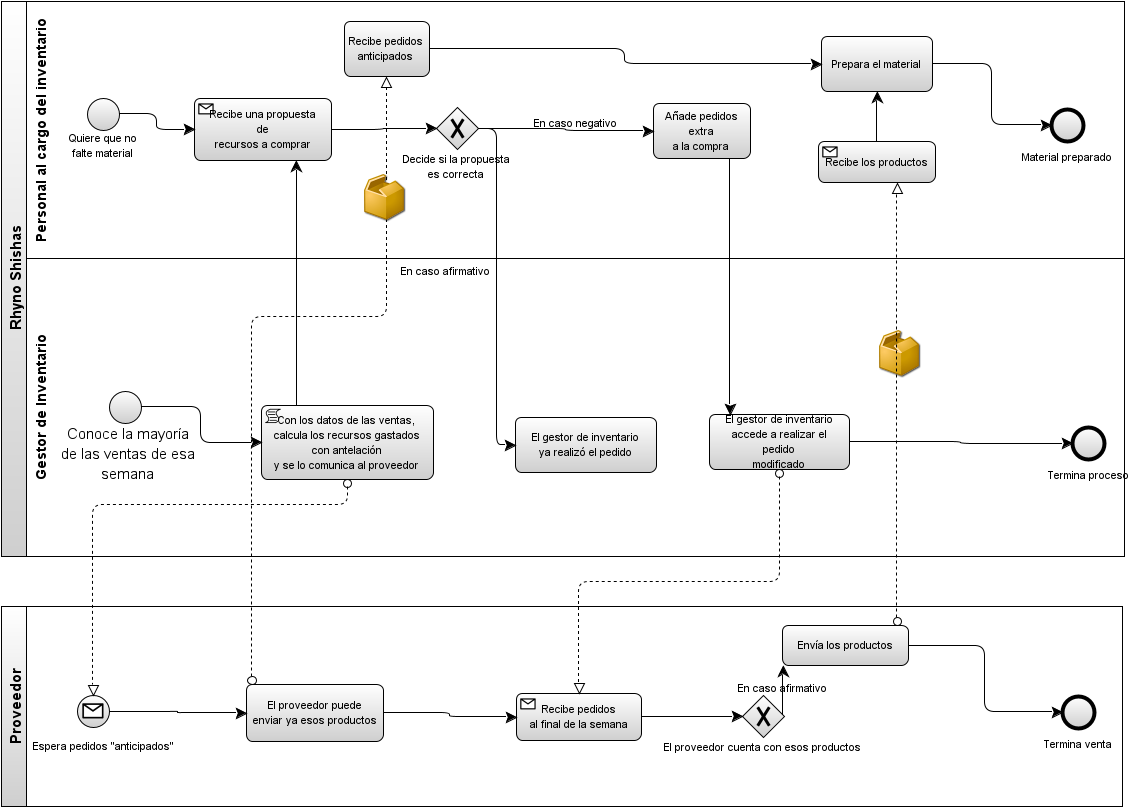 Rhyno Shishas
Personal al cargo del inventario
Quiere que no
falte material
Recibe una propuesta
de
recursos a comprar
Recibe pedidos
anticipados
Decide si la propuesta
es correcta
En caso negativo
Añade pedidos
extra
a la compra
Prepara el material
Recibe los productos
Material preparado
Gestor de Inventario
En caso afirmativo
Conoce la mayoría
de las ventas de esa
semana
Con los datos de las ventas,
calcula los recursos gastados
con antelación
y se lo comunica al proveedor
El gestor de inventario
ya realizó el pedido
El gestor de inventario
accede a realizar el
pedido
modificado
Termina proceso
Proveedor
Espera pedidos "anticipados"
El proveedor puede
enviar ya esos productos
Recibe pedidos
al final de la semana
El proveedor cuenta con esos productos
En caso afirmativo
Envía los productos
Termina venta